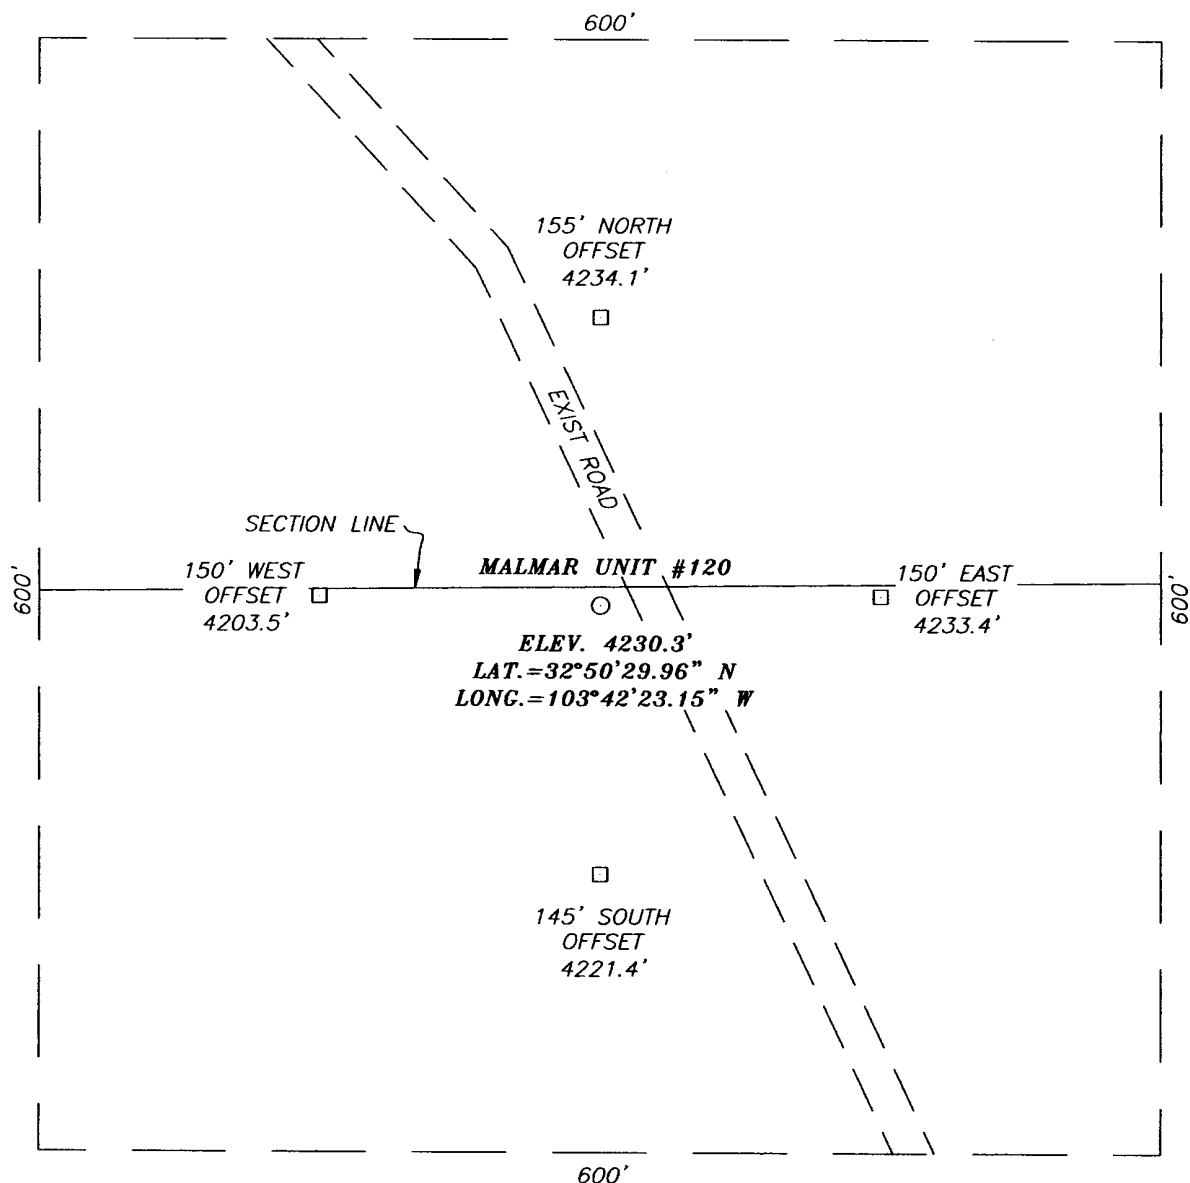 600'
155' NORTH
OFFSET
4234.1'
EXIST ROAD
SECTION LINE
MALMAR UNIT #120
150' WEST
OFFSET
4203.5'
150' EAST
OFFSET
4233.4'
600'
600'
ELEV. 4230.3'
LAT.=32°50'29.96" N
LONG.=103°42'23.15" W
145' SOUTH
OFFSET
4221.4'
600'